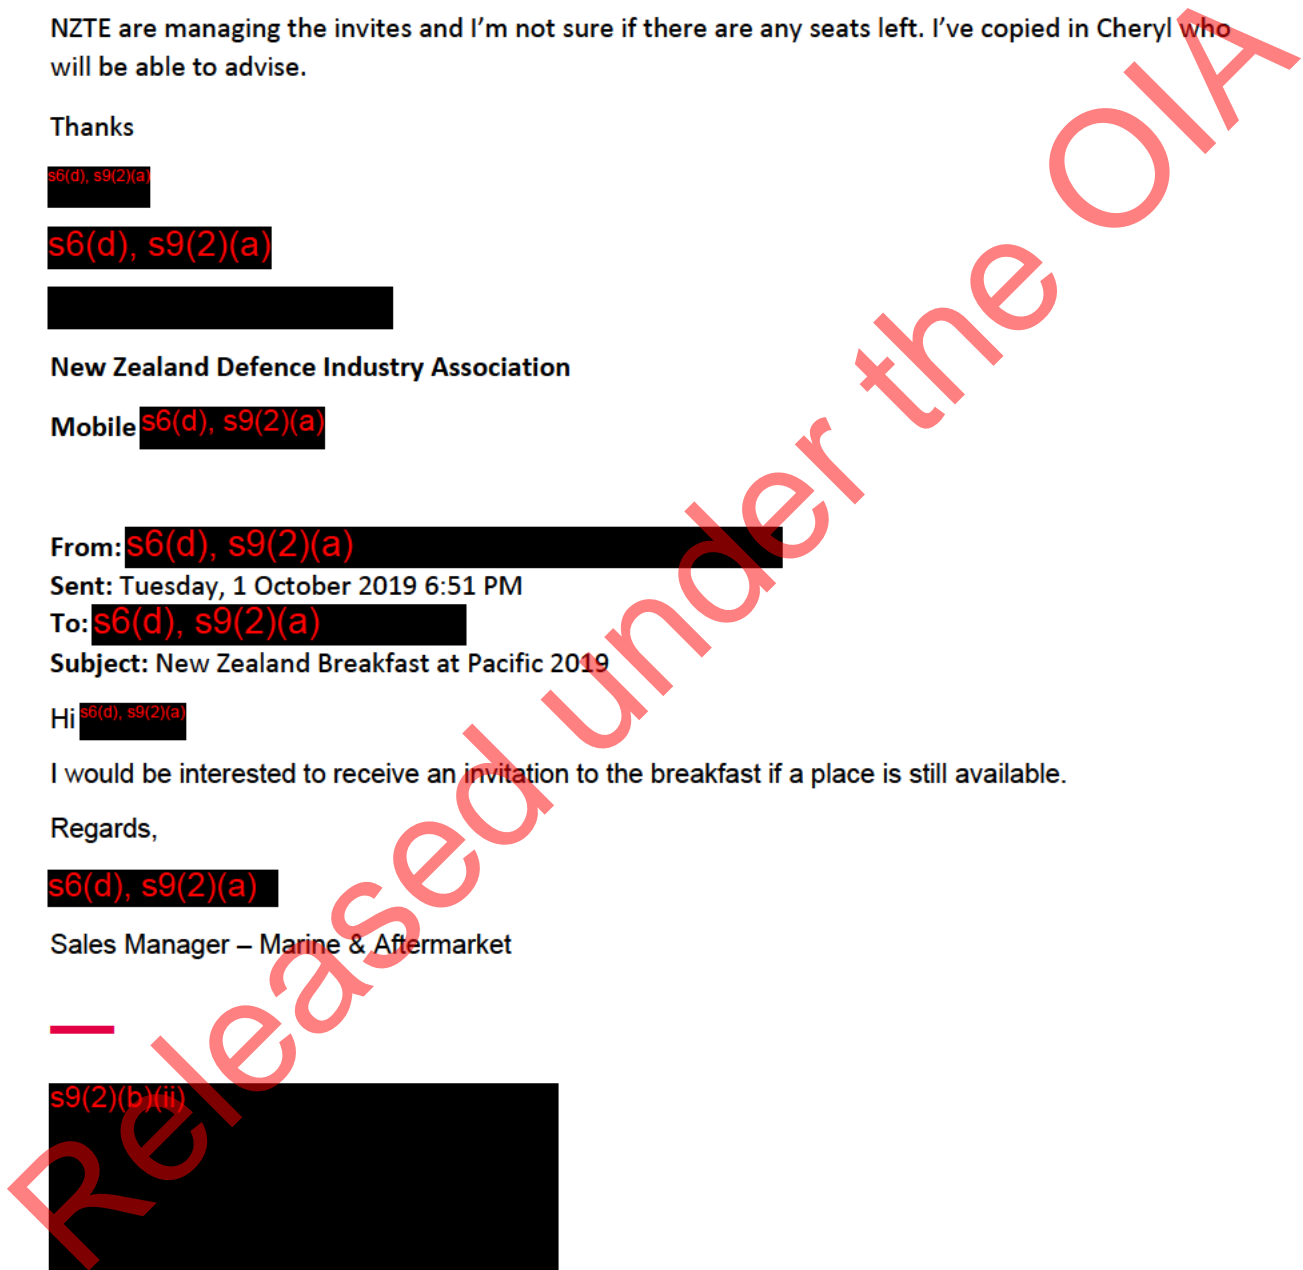 NZTE are managing the invites and I'm not sure if there are any seats left. I've copied in Cheryl who
will be able to advise.
Thanks
s6(d), s9(2)(a)
s6(d), s9(2)(a)
New Zealand Defence Industry Association
Mobile s6(d), s9(2)(a)
From: s6(d), s9(2)(a)
Sent: Tuesday, 1 October 2019 6:51 PM
To: s6(d), s9(2)(a)
Subject: New Zealand Breakfast at Pacific 2019
Hi s6(d), s9(2)(a)
I would be interested to receive an invitation to the breakfast if a place is still available.
Regards,
s6(d), s9(2)(a)
Sales Manager – Marine & Aftermarket
s9(2)(b)(ii)
Released under the OIA